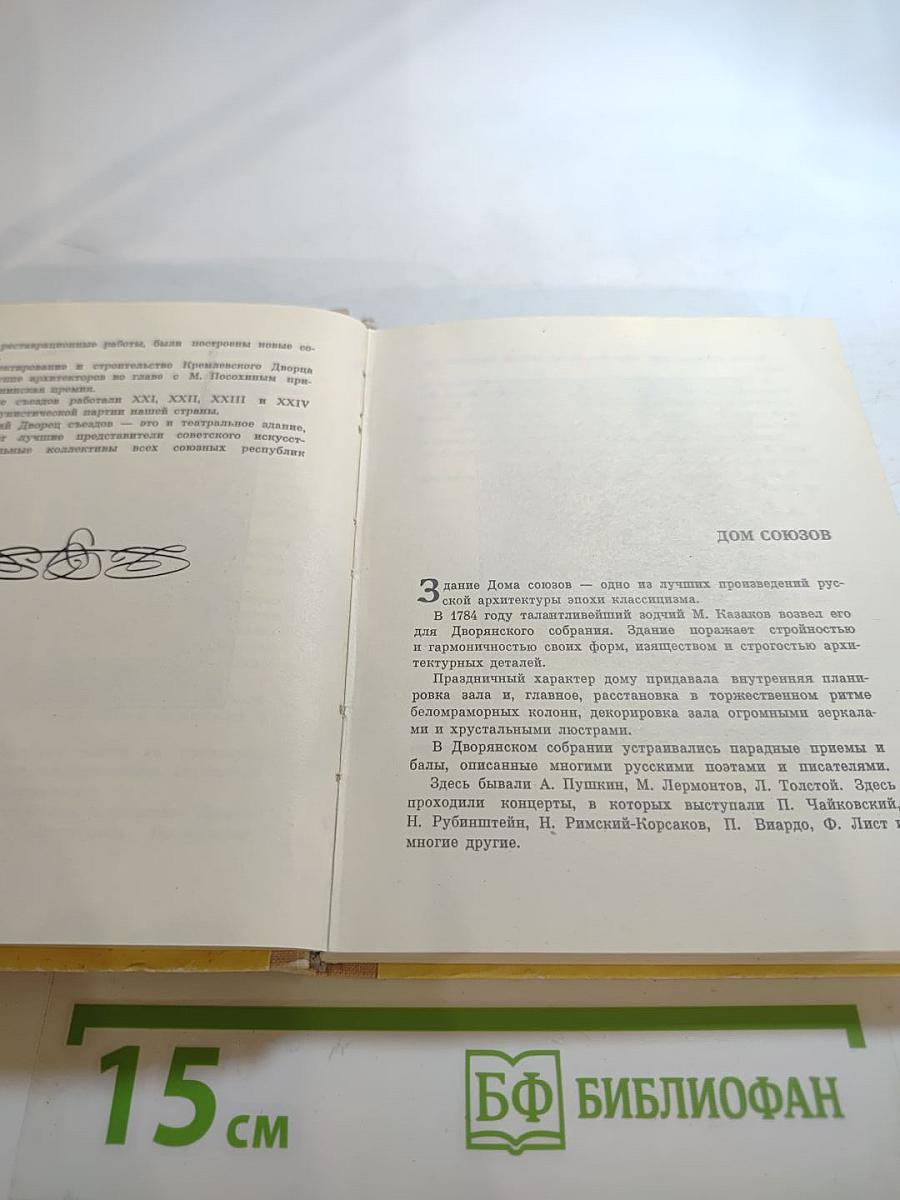 реставрационные работы, были построены новые со-
строительство Кремлевского Дворца
архитекторов во главе с М. Посохиным при-
премия.
съездов работали XXI, XXII, XXIII и XXIV
партии нашей страны.
Дворец съездов — это и театральное здание,
лучшие представители советского искусст-
коллективы всех союзных республик
ДОМ СОЮЗОВ
Здание Дома союзов — одно из лучших произведений рус-
ской архитектуры эпохи классицизма.
В 1784 году талантливейший зодчий М. Казаков возвел его
для Дворянского собрания. Здание поражает стройностью
и гармоничностью своих форм, изяществом и строгостью архи-
тектурных деталей.
Праздничный характер дому придавала внутренняя плани-
ровка зала и, главное, расстановка в торжественном ритме
беломраморных колонн, декорировка зала огромными зеркала-
ми и хрустальными люстрами.
В Дворянском собрании устраивались парадные приемы и
балы, описанные многими русскими поэтами и писателями.
Здесь бывали А. Пушкин, М. Лермонтов, Л. Толстой. Здесь
проходили концерты, в которых выступали П. Чайковский,
Н. Рубинштейн, Н. Римский-Корсаков, П. Виардо, Ф. Лист и
многие другие.
15 см
БФ БИБЛИОФАН